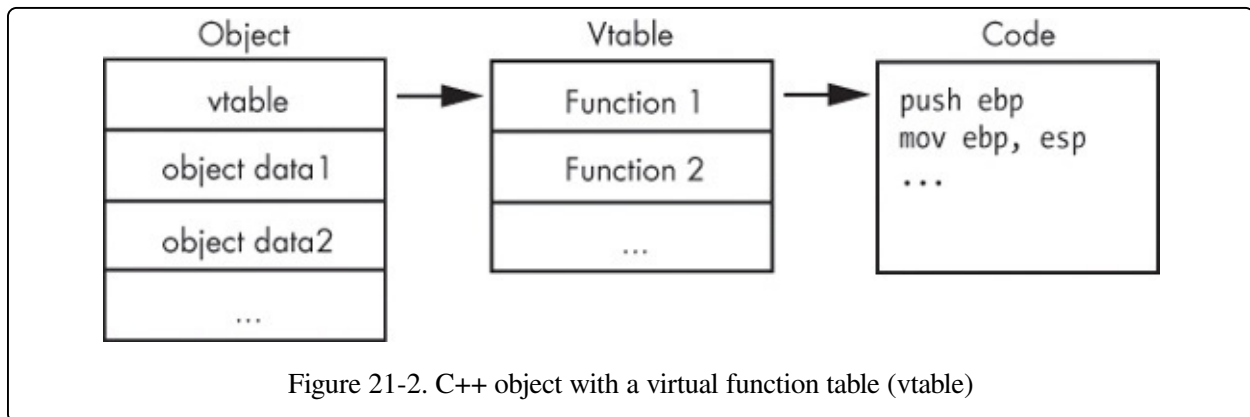 Object
Vtable
Code
vtable
Function 1
push ebp
mov ebp, esp
object data1
Function 2
...
object data2
...
...
Figure 21-2. C++ object with a virtual function table (vtable)